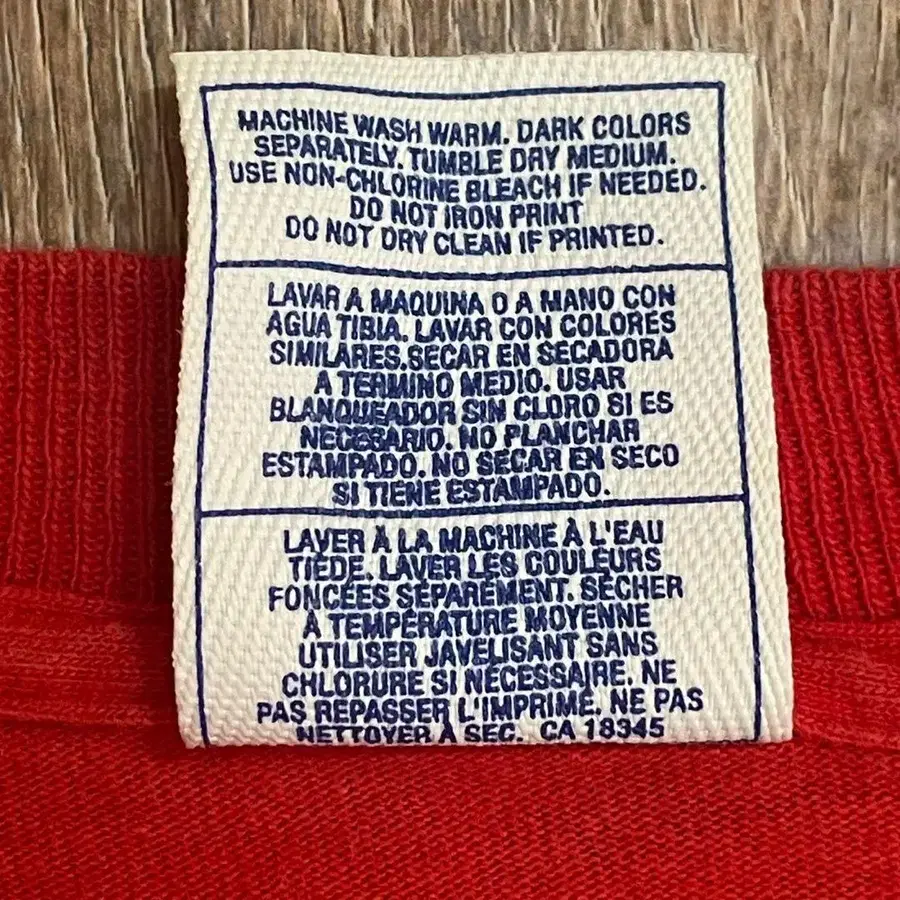 MACHINE WASH WARM. DARK COLORS
SEPARATELY. TUMBLE DRY MEDIUM.
USE NON-CHLORINE BLEACH IF NEEDED.
DO NOT IRON PRINT
DO NOT DRY CLEAN IF PRINTED.
LAVAR A MAQUINA O A MANO CON
AGUA TIBIA. LAVAR CON COLORES
SIMILARES.SECAR EN SECADORA
A TERMINO MEDIO. USAR
BLANQUEADOR SIN CLORO SI ES
NECESARIO. NO PLANCHAR
ESTAMPADO. NO SECAR EN SECO
SI TIENE ESTAMPADO.
LAVER À LA MACHINE À L'EAU
TIÈDE. LAVER LES COULEURS
FONCÉES SÉPARÉMENT. SÉCHER
À TEMPÉRATURE MOYENNE
UTILISER JAVELISANT SANS
CHLORURE SI NÉCESSAIRE. NE
PAS REPASSER L'IMPRIMÉ. NE PAS
NETTOYER À SEC. CA 18345